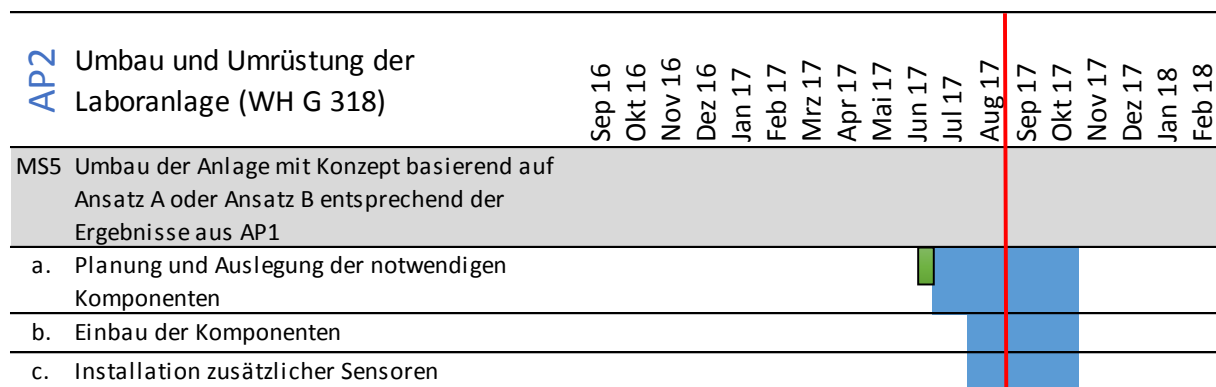 AP2
Umbau und Umrüstung der
Laboranlage (WH G 318)
Sep 16
Okt 16
Nov 16
Dez 16
Jan 17
Feb 17
Mrz 17
Apr 17
Mai 17
Jun 17
Jul 17
Aug 17
Sep 17
Okt 17
Nov 17
Dez 17
Jan 18
Feb 18
MS5 Umbau der Anlage mit Konzept basierend auf
Ansatz A oder Ansatz B entsprechend der
Ergebnisse aus AP1
a. Planung und Auslegung der notwendigen
Komponenten
b. Einbau der Komponenten
c. Installation zusätzlicher Sensoren